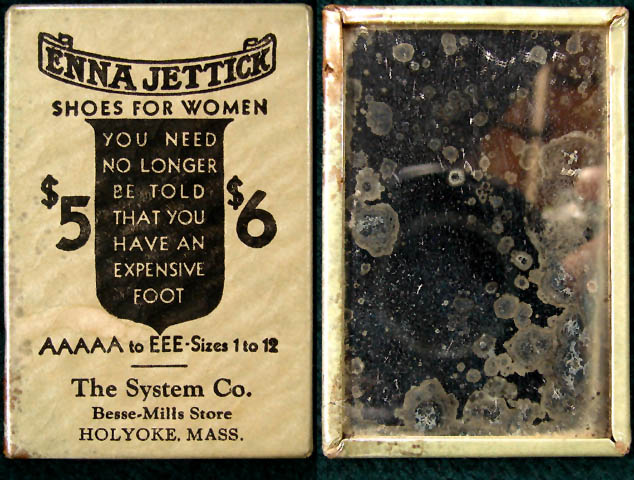 ENNA JETTICK
SHOES FOR WOMEN
YOU NEED
NO LONGER
BE TOLD
THAT YOU
HAVE AN
EXPENSIVE
FOOT
$5
$6
AAAAA to EEE-Sizes 1 to 12
The System Co.
Besse-Mills Store
HOLYOKE, MASS.